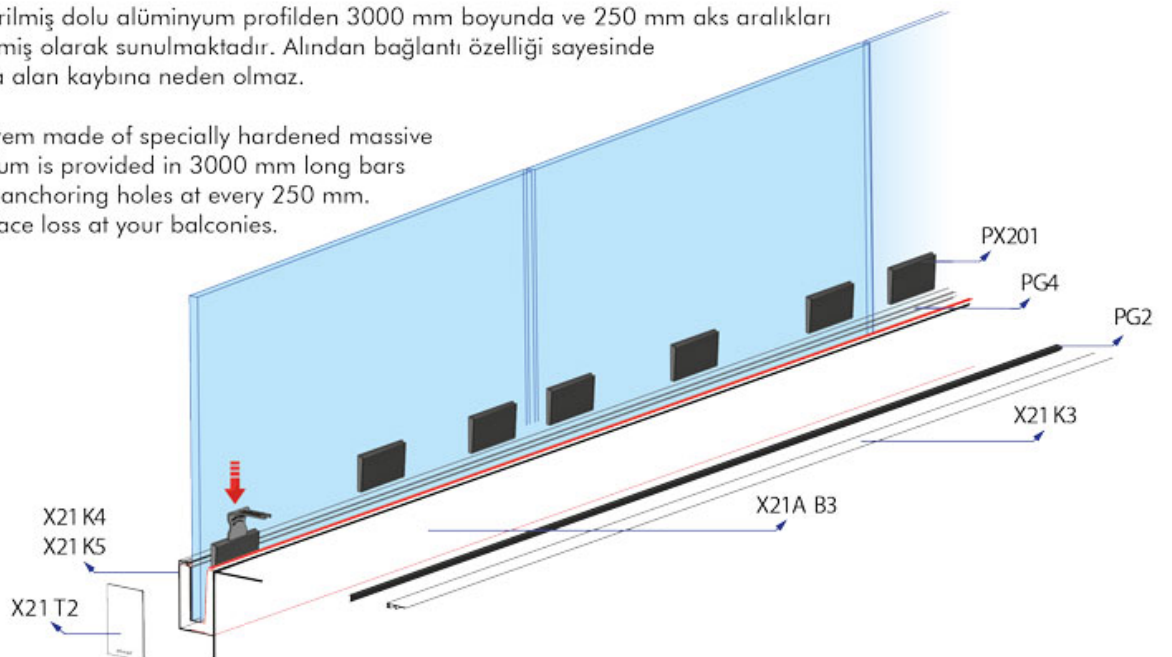 rilmiş dolu alüminyum profilden 3000 mm boyunda ve 250 mm aks aralıkları
miş olarak sunulmaktadır. Alından bağlantı özelliği sayesinde
a alan kaybına neden olmaz.
em made of specially hardened massive
um is provided in 3000 mm long bars
anchoring holes at every 250 mm.
ace loss at your balconies.
PX201
PG4
PG2
X21 K3
X21A B3
X21 K4
X21 K5
X21 T2